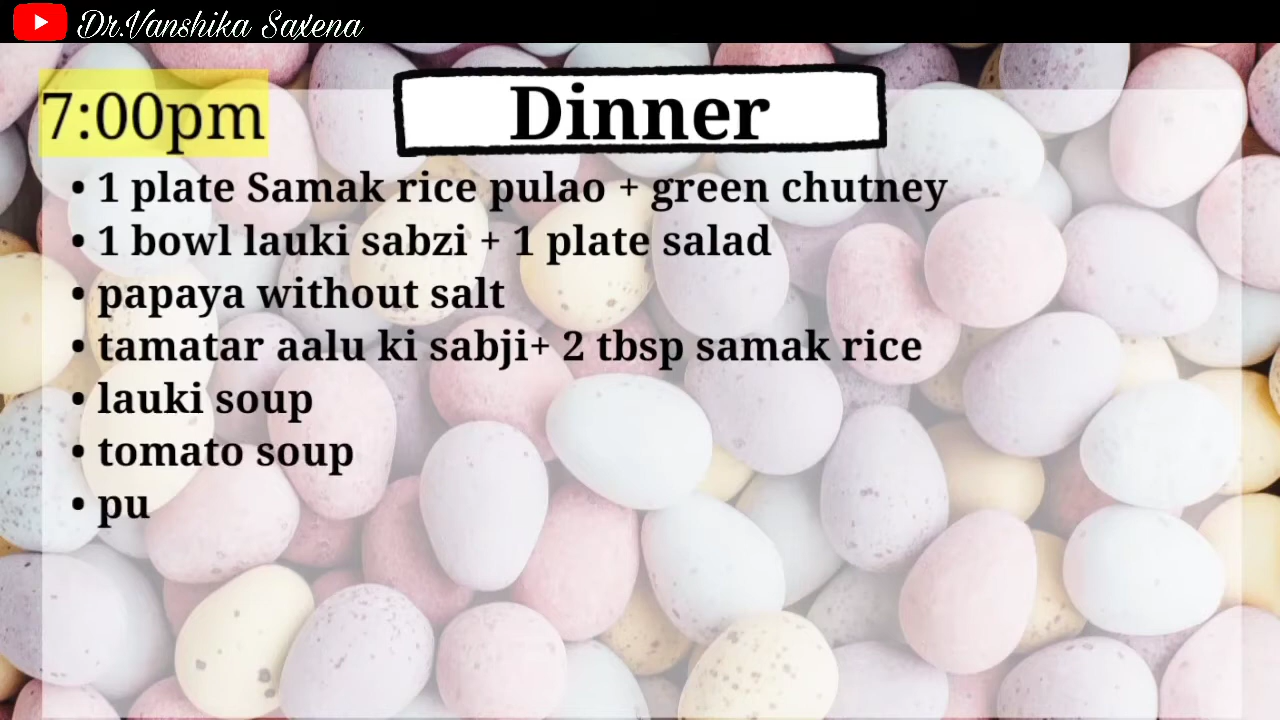 Dr.Vanshika Saxena
7:00pm
Dinner
• 1 plate Samak rice pulao + green chutney
• 1 bowl lauki sabzi + 1 plate salad
• papaya without salt
• tamatar aalu ki sabji+ 2 tbsp samak rice
• lauki soup
• tomato soup
• pu